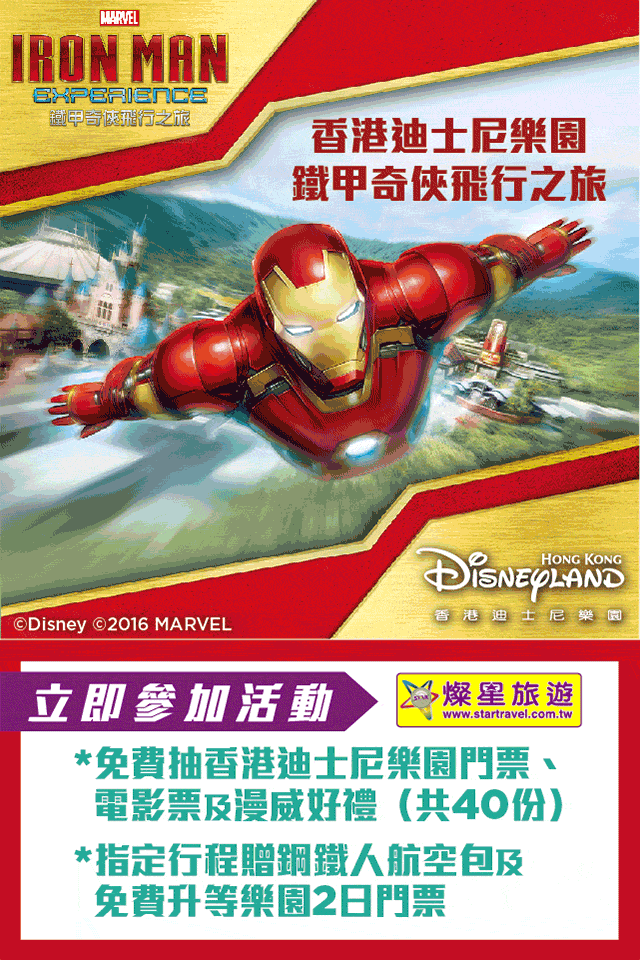 MARVEL
IRON MAN
EXPERIENCE
鐵甲奇俠飛行之旅
香港迪士尼樂園
鐵甲奇俠飛行之旅
HONG KONG
DISNEYLAND
香港迪士尼樂園
©Disney ©2016 MARVEL
立即參加活動
STAR 燦星旅遊
www.startravel.com.tw
*免費抽香港迪士尼樂園門票、
電影票及漫威好禮（共40份）
*指定行程贈鋼鐵人航空包及
免費升等樂園2日門票